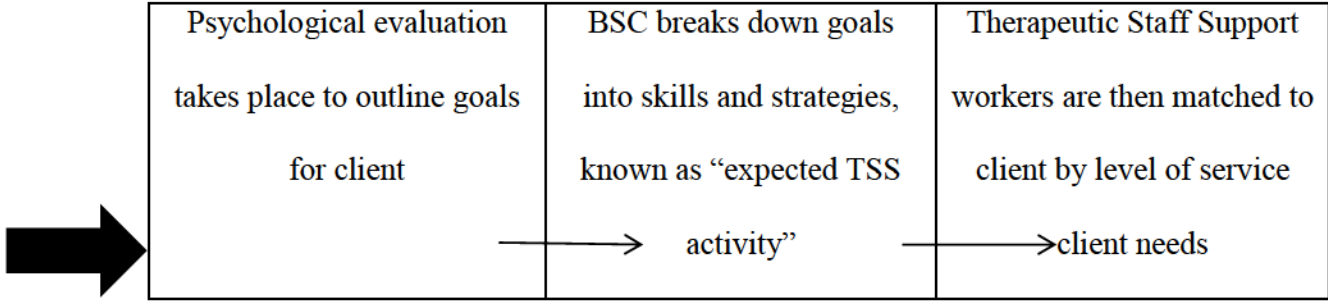 Psychological evaluation
takes place to outline goals
for client
BSC breaks down goals
into skills and strategies,
known as “expected TSS
activity”
Therapeutic Staff Support
workers are then matched to
client by level of service
client needs